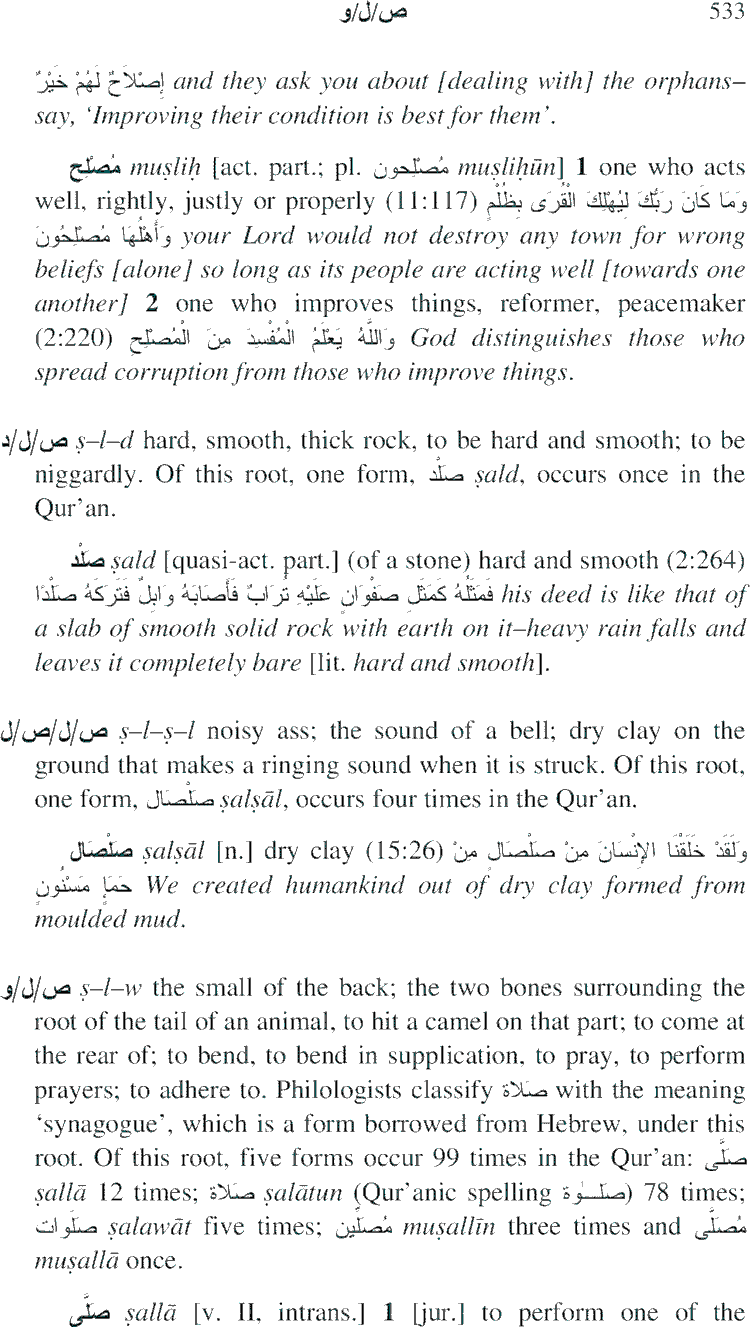 ص/ل/و 533
إِصْلَاحٌ لَهُمْ خَيْرٌ and they ask you about [dealing with] the orphans–
say, ‘Improving their condition is best for them’.
مُصْلِح muṣliḥ [act. part.; pl. مُصْلِحون muṣliḥūn] 1 one who acts
well, rightly, justly or properly (11:117) وَمَا كَانَ رَبُّكَ لِيُهْلِكَ الْقُرَى بِظُلْمٍ
وَأَهْلُهَا مُصْلِحُونَ your Lord would not destroy any town for wrong
beliefs [alone] so long as its people are acting well [towards one
another] 2 one who improves things, reformer, peacemaker
(2:220) وَاللَّهُ يَعْلَمُ الْمُفْسِدَ مِنَ الْمُصْلِحِ God distinguishes those who
spread corruption from those who improve things.
ص/ل/د ṣ–l–d hard, smooth, thick rock, to be hard and smooth; to be
niggardly. Of this root, one form, صَلْد ṣald, occurs once in the
Qur’an.
صَلْد ṣald [quasi-act. part.] (of a stone) hard and smooth (2:264)
فَمَثَلُهُ كَمَثَلِ صَفْوَانٍ عَلَيْهِ تُرَابٌ فَأَصَابَهُ وَابِلٌ فَتَرَكَهُ صَلْدًا his deed is like that of
a slab of smooth solid rock with earth on it–heavy rain falls and
leaves it completely bare [lit. hard and smooth].
ص/ل/ص/ل ṣ–l–ṣ–l noisy ass; the sound of a bell; dry clay on the
ground that makes a ringing sound when it is struck. Of this root,
one form, صَلْصَال ṣalṣāl, occurs four times in the Qur’an.
صَلْصَال ṣalṣāl [n.] dry clay (15:26) وَلَقَدْ خَلَقْنَا الإِنْسَانَ مِنْ صَلْصَالٍ مِنْ
حَمَإٍ مَسْنُونٍ We created humankind out of dry clay formed from
moulded mud.
ص/ل/و ṣ–l–w the small of the back; the two bones surrounding the
root of the tail of an animal, to hit a camel on that part; to come at
the rear of; to bend, to bend in supplication, to pray, to perform
prayers; to adhere to. Philologists classify صَلاة with the meaning
‘synagogue’, which is a form borrowed from Hebrew, under this
root. Of this root, five forms occur 99 times in the Qur’an: صَلَّى
ṣallā 12 times; صَلاة ṣalātun (Qur’anic spelling صَلَـوٰة) 78 times;
صَلَوات ṣalawāt five times; مُصَلِّين muṣallīn three times and مُصَلَّى
muṣallā once.
صَلَّى ṣallā [v. II, intrans.] 1 [jur.] to perform one of the